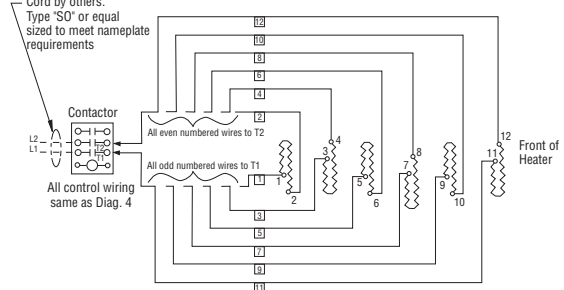 Cord by others.
Type "SO" or equal
sized to meet nameplate
requirements
12
10
8
6
4
2
Contactor
L2
L1
T2
T1
All even numbered wires to T2
All odd numbered wires to T1
All control wiring
same as Diag. 4
1
3
5
7
9
11
1
2
3
4
5
6
7
8
9
10
11
12
Front of
Heater